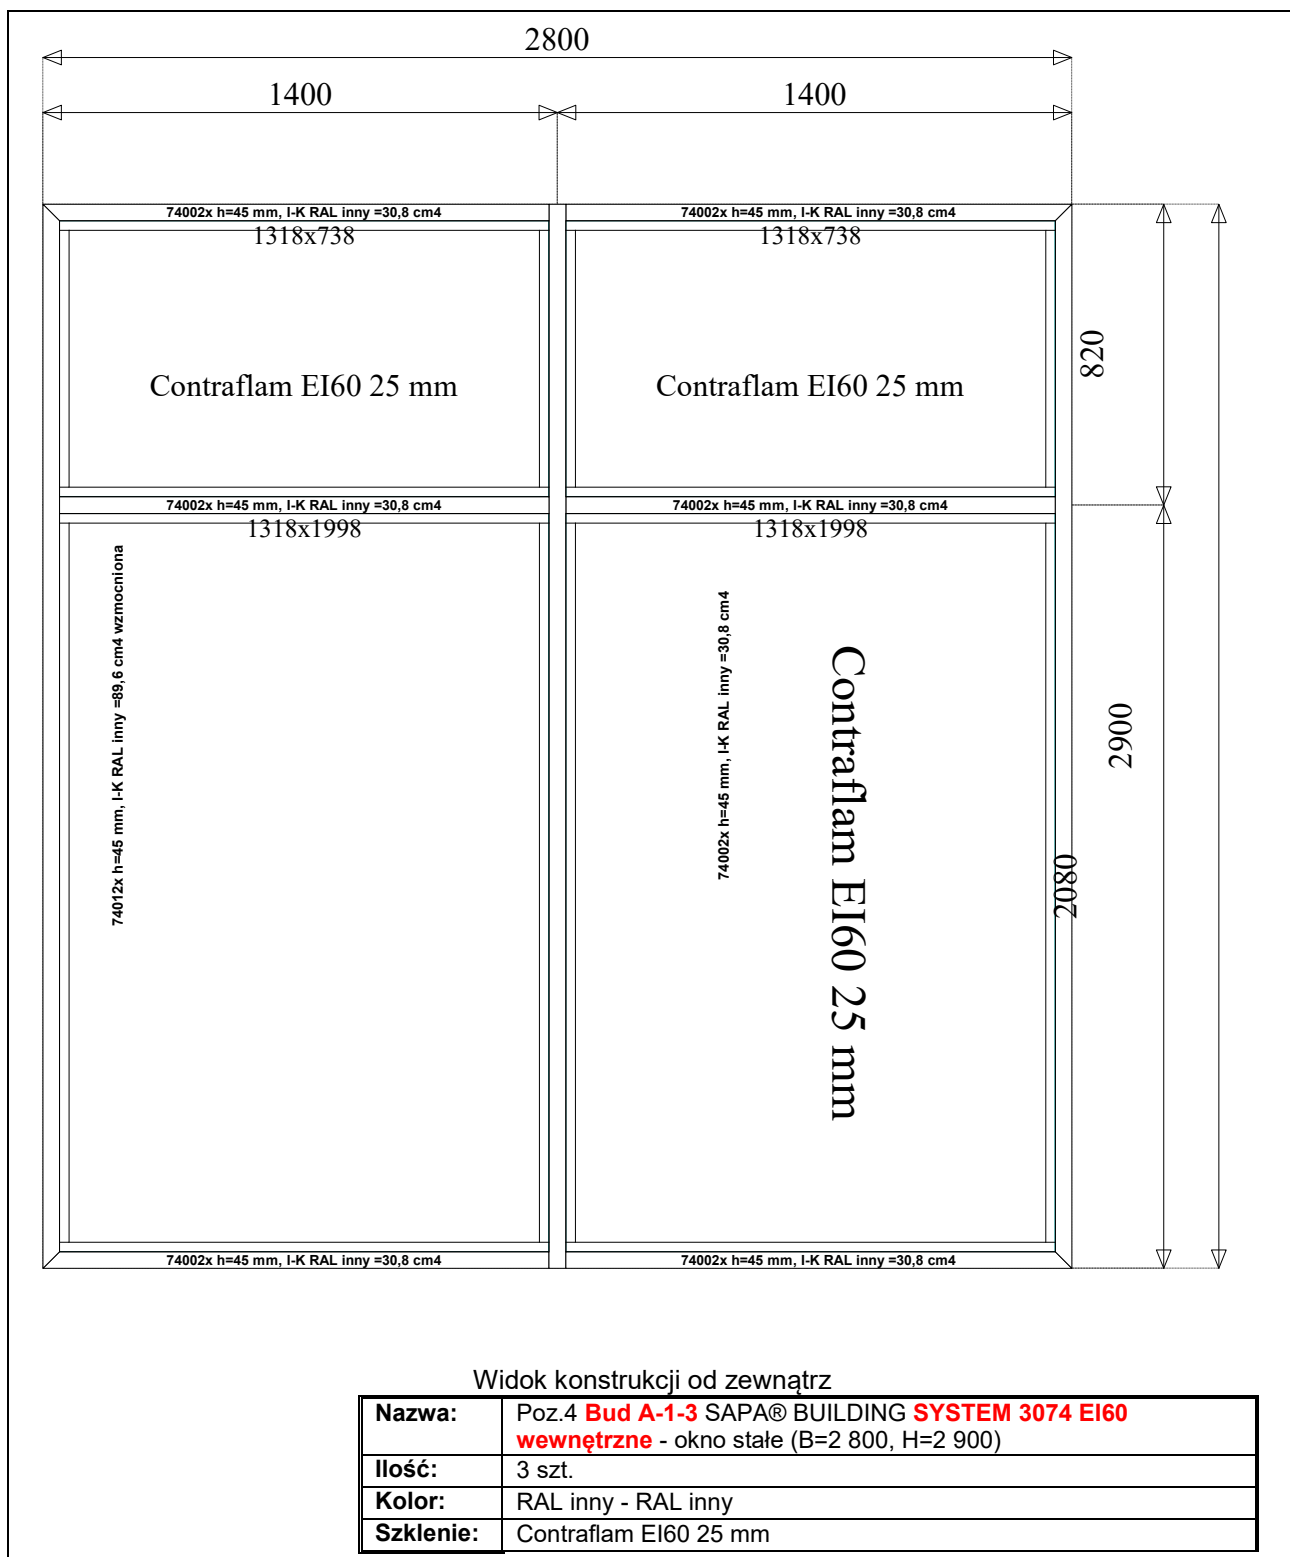 2800
1400 1400
74002x h=45 mm, I-K RAL inny =30,8 cm4 74002x h=45 mm, I-K RAL inny =30,8 cm4
1318x738 1318x738
820
Contraflam EI60 25 mm Contraflam EI60 25 mm
74002x h=45 mm, I-K RAL inny =30,8 cm4 74002x h=45 mm, I-K RAL inny =30,8 cm4
1318x1998 1318x1998
74012x h=45 mm, I-K RAL inny =89,6 cm4 wzmocniona
74002x h=45 mm, I-K RAL inny =30,8 cm4
Contraflam EI60 25 mm
2080
2900
74002x h=45 mm, I-K RAL inny =30,8 cm4 74002x h=45 mm, I-K RAL inny =30,8 cm4
Widok konstrukcji od zewnątrz
Nazwa: Poz.4 Bud A-1-3 SAPA® BUILDING SYSTEM 3074 EI60
wewnętrzne - okno stałe (B=2 800, H=2 900)
Ilość: 3 szt.
Kolor: RAL inny - RAL inny
Szklenie: Contraflam EI60 25 mm